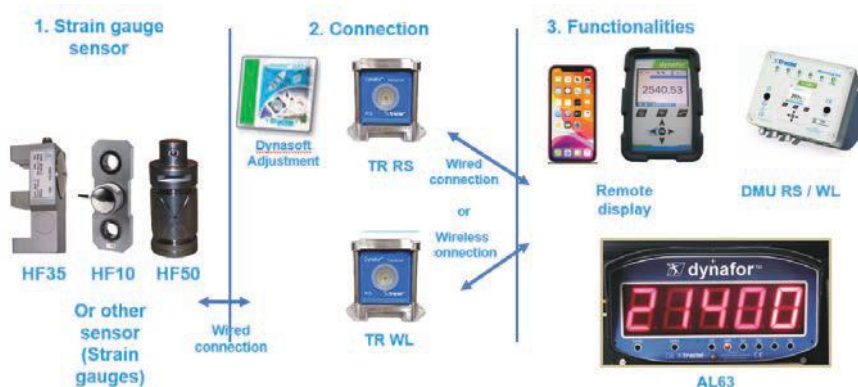 1. Strain gauge
sensor
HF35
HF10
HF50
Or other
sensor
(Strain
gauges)
Wired
connection
2. Connection
Dynasoft
Adjustment
TR RS
Wired
connection
or
Wireless
connection
TR WL
3. Functionalities
dynafor
2540.53
Remote
display
DMU RS / WL
dynafor™
21400
AL63